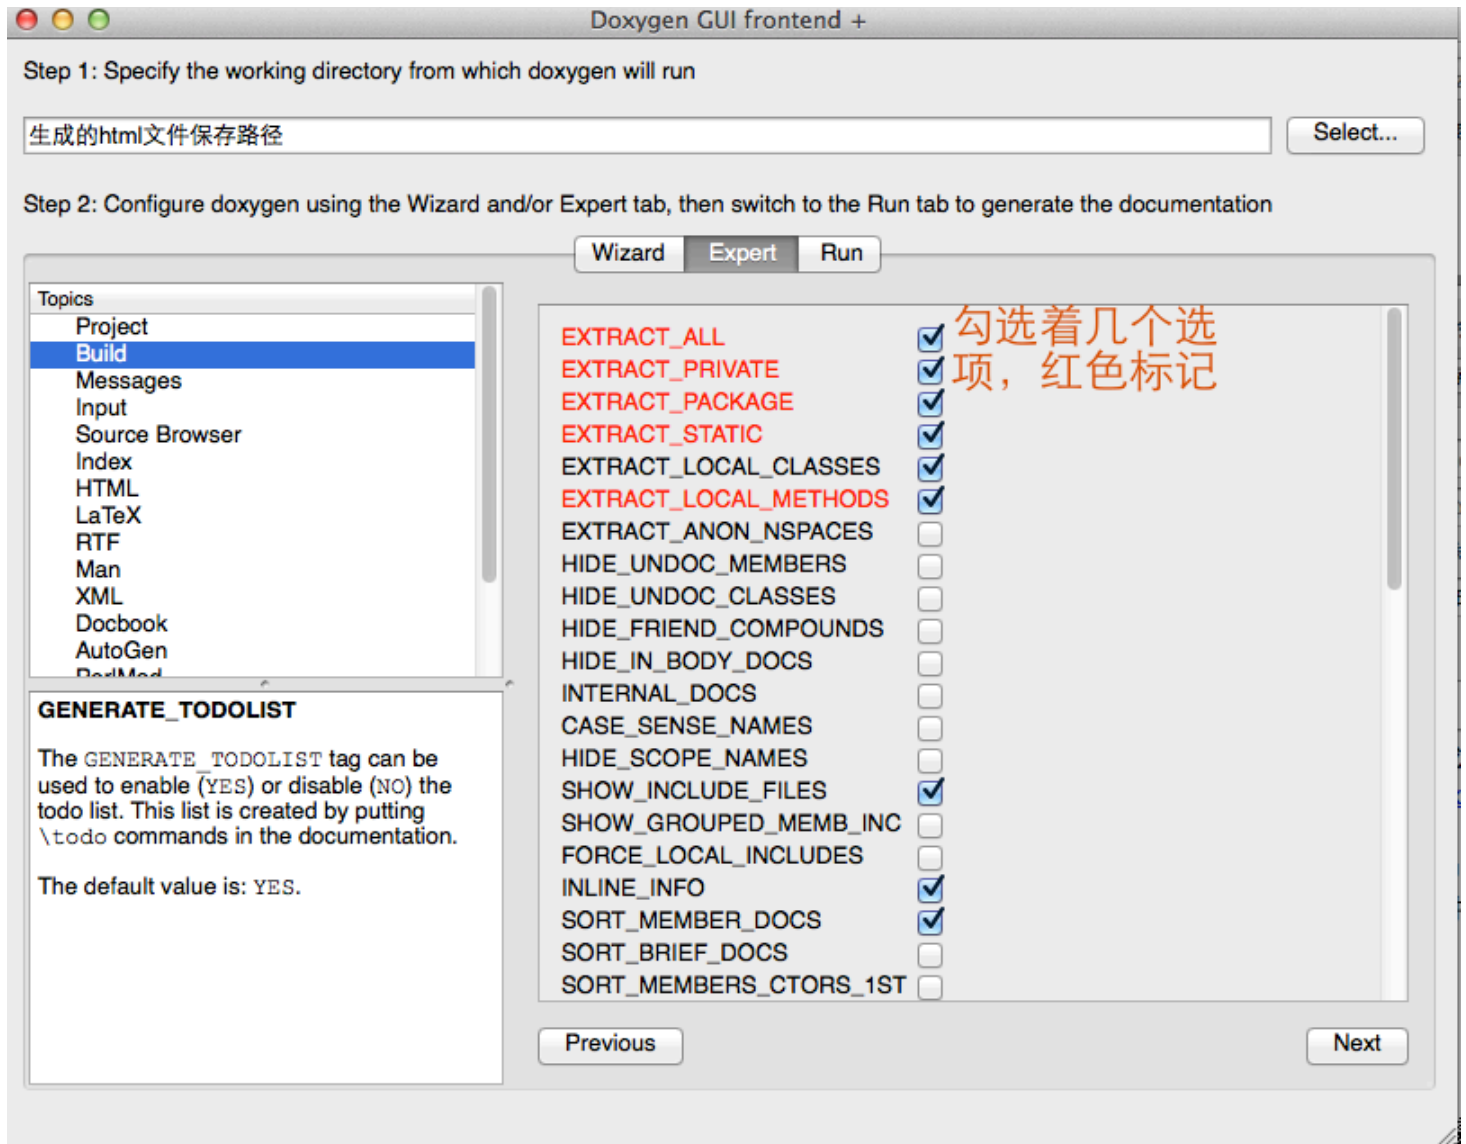 Doxygen GUI frontend +
Step 1: Specify the working directory from which doxygen will run
生成的html文件保存路径
Select...
Step 2: Configure doxygen using the Wizard and/or Expert tab, then switch to the Run tab to generate the documentation
Wizard Expert Run
Topics
Project
Build
Messages
Input
Source Browser
Index
HTML
LaTeX
RTF
Man
XML
Docbook
AutoGen
PerlMod
GENERATE_TODOLIST
The GENERATE_TODOLIST tag can be
used to enable (YES) or disable (NO) the
todo list. This list is created by putting
\todo commands in the documentation.
The default value is: YES.
EXTRACT_ALL
EXTRACT_PRIVATE
EXTRACT_PACKAGE
EXTRACT_STATIC
EXTRACT_LOCAL_CLASSES
EXTRACT_LOCAL_METHODS
EXTRACT_ANON_NSPACES
HIDE_UNDOC_MEMBERS
HIDE_UNDOC_CLASSES
HIDE_FRIEND_COMPOUNDS
HIDE_IN_BODY_DOCS
INTERNAL_DOCS
CASE_SENSE_NAMES
HIDE_SCOPE_NAMES
SHOW_INCLUDE_FILES
SHOW_GROUPED_MEMB_INC
FORCE_LOCAL_INCLUDES
INLINE_INFO
SORT_MEMBER_DOCS
SORT_BRIEF_DOCS
SORT_MEMBERS_CTORS_1ST
勾选着几个选
项，红色标记
Previous
Next